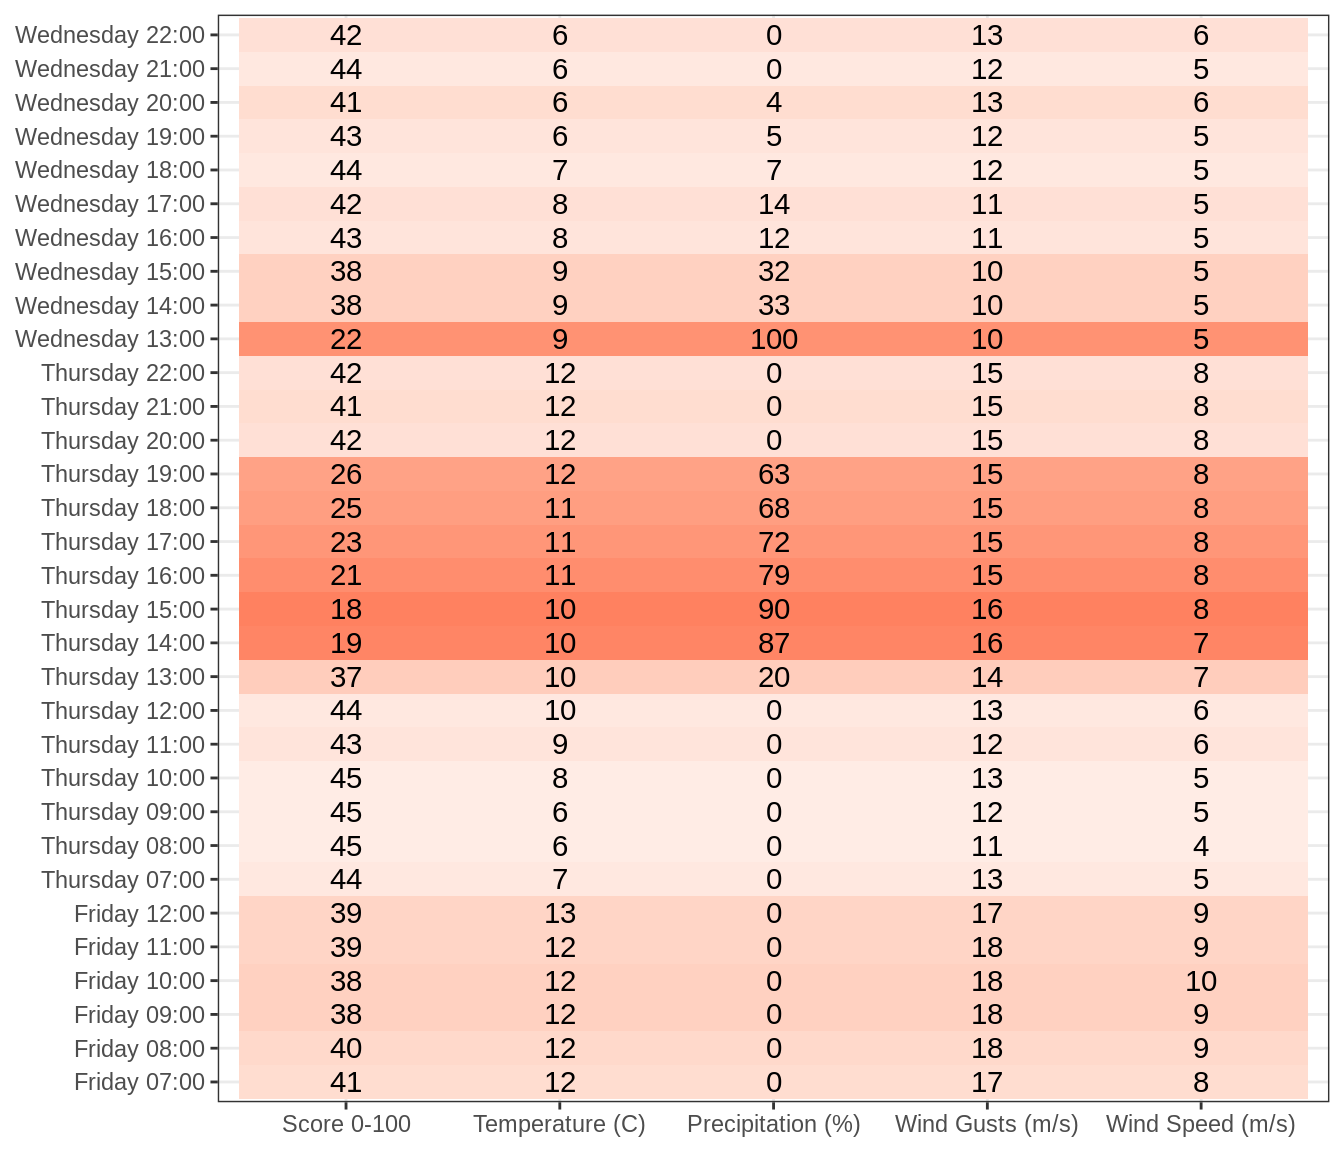 Wednesday 22:00 42 6 0 13 6
Wednesday 21:00 44 6 0 12 5
Wednesday 20:00 41 6 4 13 6
Wednesday 19:00 43 6 5 12 5
Wednesday 18:00 44 7 7 12 5
Wednesday 17:00 42 8 14 11 5
Wednesday 16:00 43 8 12 11 5
Wednesday 15:00 38 9 32 10 5
Wednesday 14:00 38 9 33 10 5
Wednesday 13:00 22 9 100 10 5
Thursday 22:00 42 12 0 15 8
Thursday 21:00 41 12 0 15 8
Thursday 20:00 42 12 0 15 8
Thursday 19:00 26 12 63 15 8
Thursday 18:00 25 11 68 15 8
Thursday 17:00 23 11 72 15 8
Thursday 16:00 21 11 79 15 8
Thursday 15:00 18 10 90 16 8
Thursday 14:00 19 10 87 16 7
Thursday 13:00 37 10 20 14 7
Thursday 12:00 44 10 0 13 6
Thursday 11:00 43 9 0 12 6
Thursday 10:00 45 8 0 13 5
Thursday 09:00 45 6 0 12 5
Thursday 08:00 45 6 0 11 4
Thursday 07:00 44 7 0 13 5
Friday 12:00 39 13 0 17 9
Friday 11:00 39 12 0 18 9
Friday 10:00 38 12 0 18 10
Friday 09:00 38 12 0 18 9
Friday 08:00 40 12 0 18 9
Friday 07:00 41 12 0 17 8
Score 0-100 Temperature (C) Precipitation (%) Wind Gusts (m/s) Wind Speed (m/s)